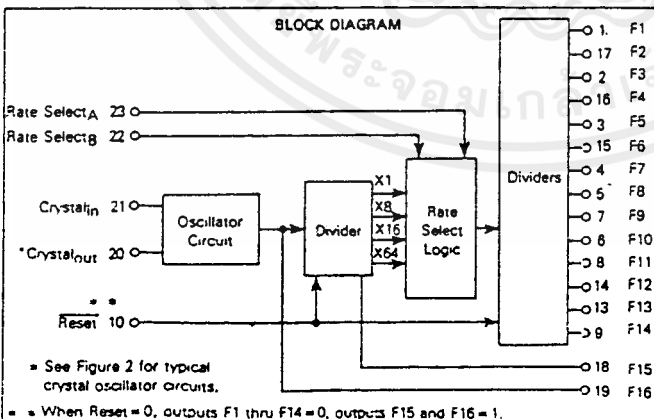 BLOCK DIAGRAM
1. F1
17 F2
2 F3
16 F4
3 F5
15 F6
4 F7
5 F8
7 F9
6 F10
8 F11
14 F12
13 F13
9 F14
18 F15
19 F16
Rate SelectA 23
Rate SelectB 22
Crystalin 21
*Crystalout 20
* *
Reset 10
Oscillator
Circuit
Divider
X1
X8
X16
X64
Rate
Select
Logic
Dividers
* See Figure 2 for typical
crystal oscillator circuits.
* * When Reset = 0, outputs F1 thru F14 = 0, outputs F15 and F16 = 1.